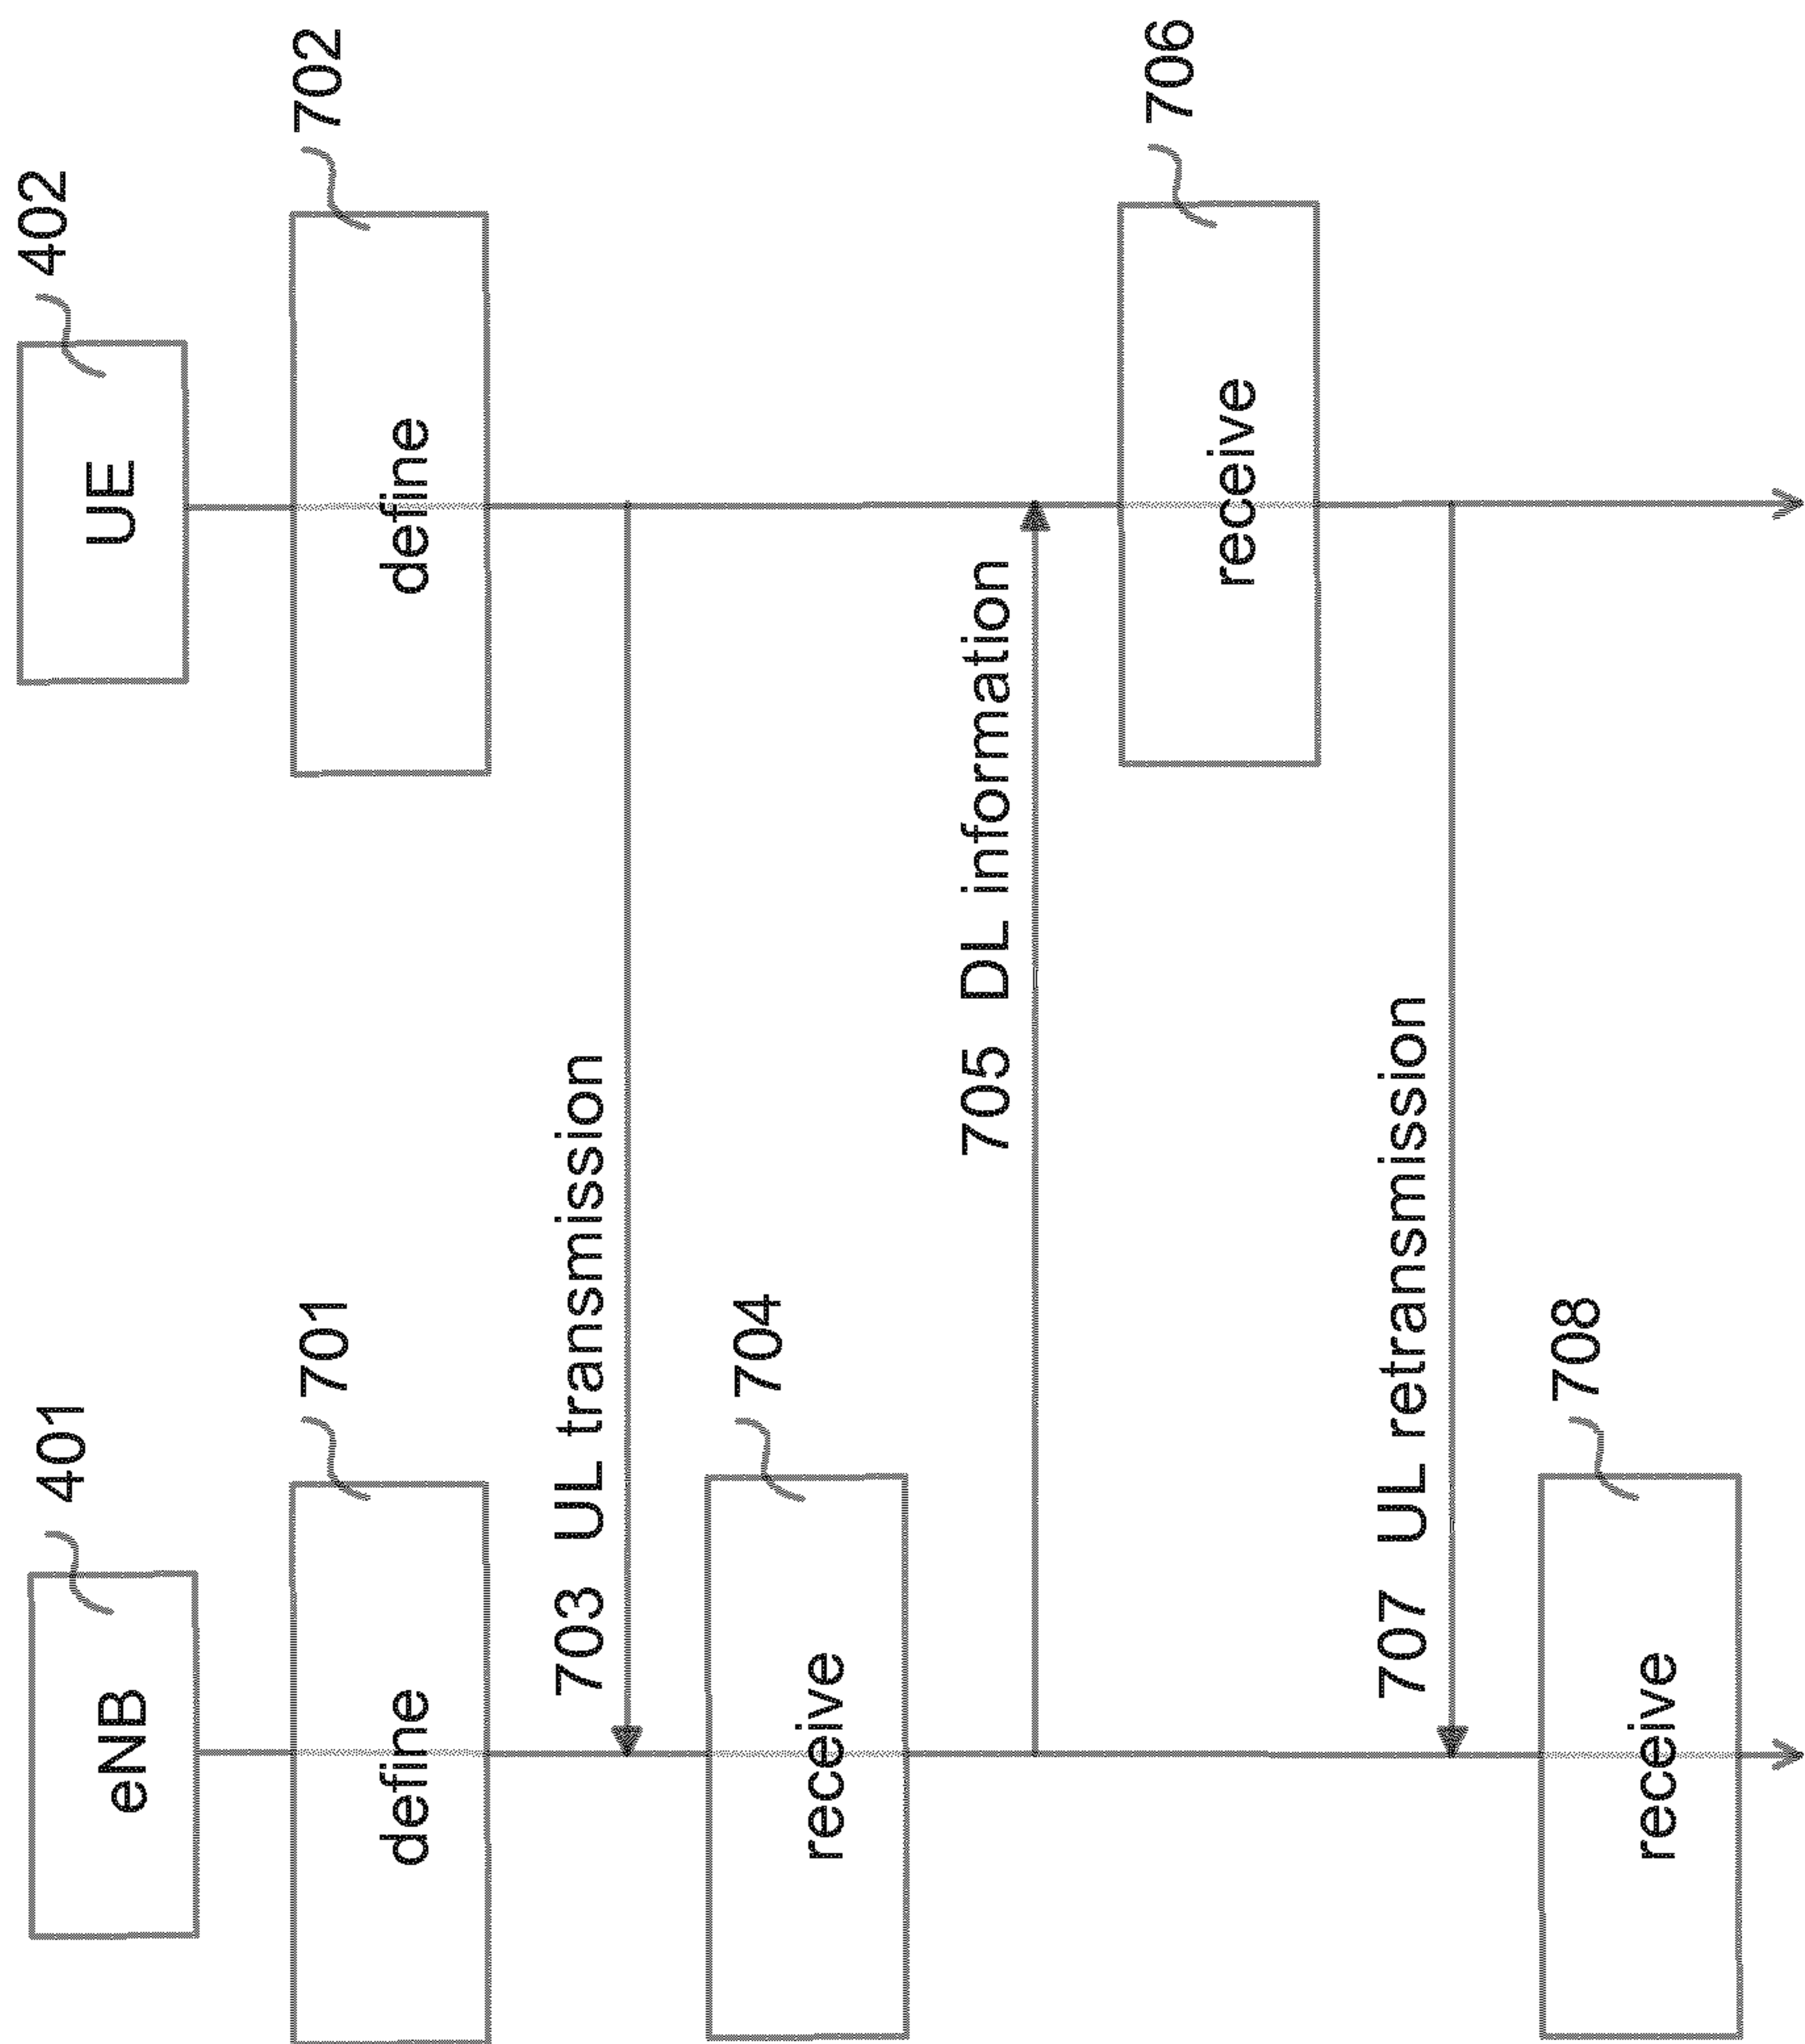 eNB
401
UE
402
define
701
define
702
703 UL transmission
receive
704
705 DL information
receive
706
707 UL retransmission
receive
708